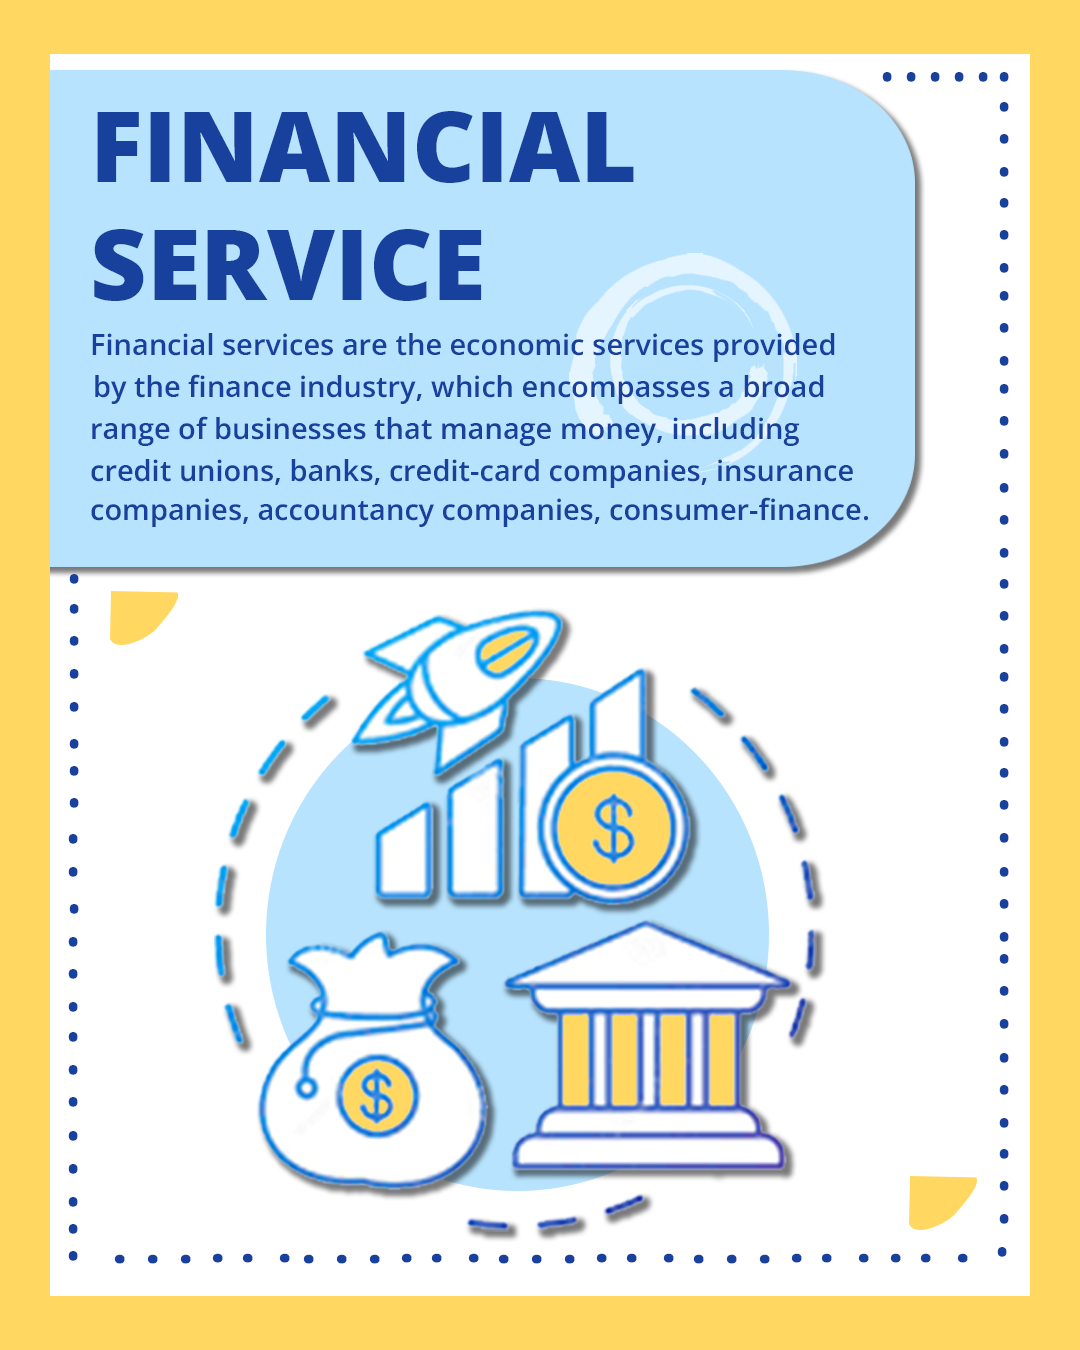 FINANCIAL
SERVICE
Financial services are the economic services provided
by the finance industry, which encompasses a broad
range of businesses that manage money, including
credit unions, banks, credit-card companies, insurance
companies, accountancy companies, consumer-finance.
$
$